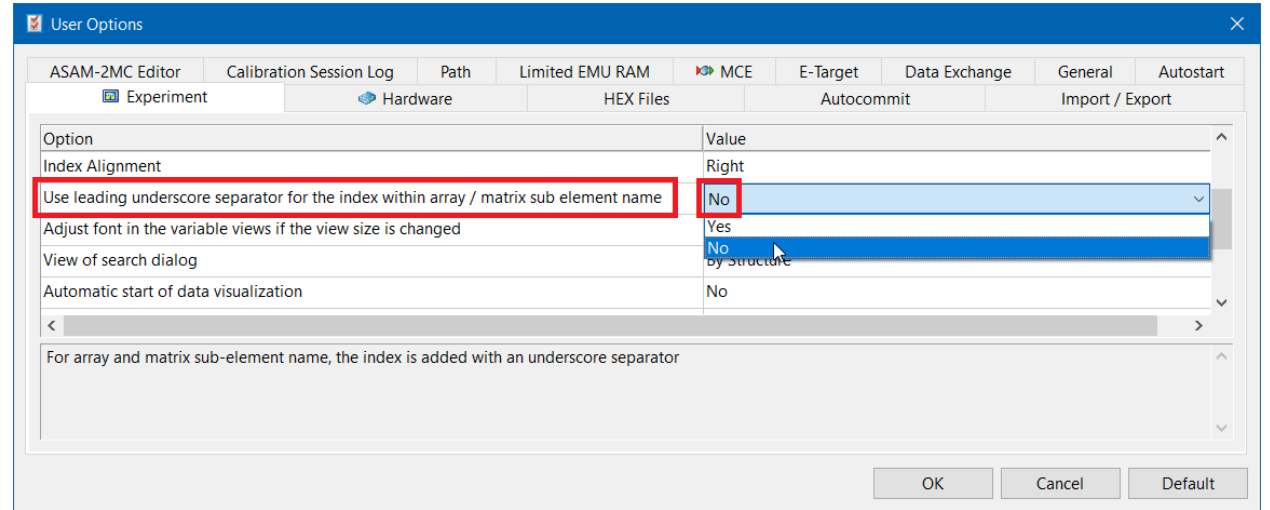 User Options
ASAM-2MC Editor Calibration Session Log Path Limited EMU RAM MCE E-Target Data Exchange General Autostart
Experiment Hardware HEX Files Autocommit Import / Export
Option Value
Index Alignment Right
Use leading underscore separator for the index within array / matrix sub element name No
Yes
Adjust font in the variable views if the view size is changed
No
View of search dialog By Structure
Automatic start of data visualization No
For array and matrix sub-element name, the index is added with an underscore separator
OK Cancel Default